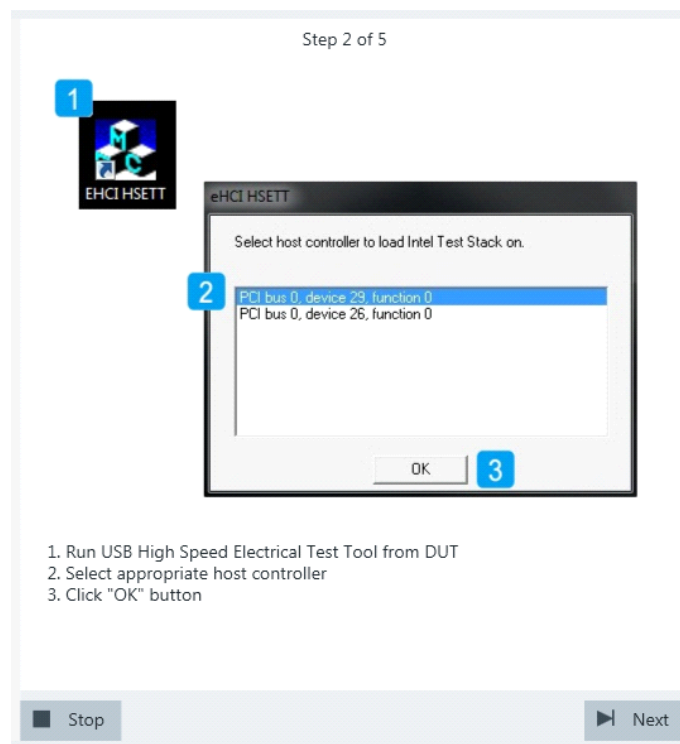 Step 2 of 5
1
EHCI HSETT
eHCI HSETT
Select host controller to load Intel Test Stack on.
2
PCI bus 0, device 29, function 0
PCI bus 0, device 26, function 0
OK
3
1. Run USB High Speed Electrical Test Tool from DUT
2. Select appropriate host controller
3. Click "OK" button
Stop
Next